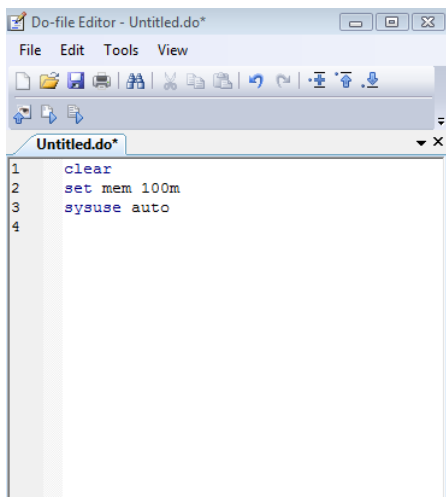 Do-file Editor - Untitled.do*
File Edit Tools View
Untitled.do*
1 clear
2 set mem 100m
3 sysuse auto
4